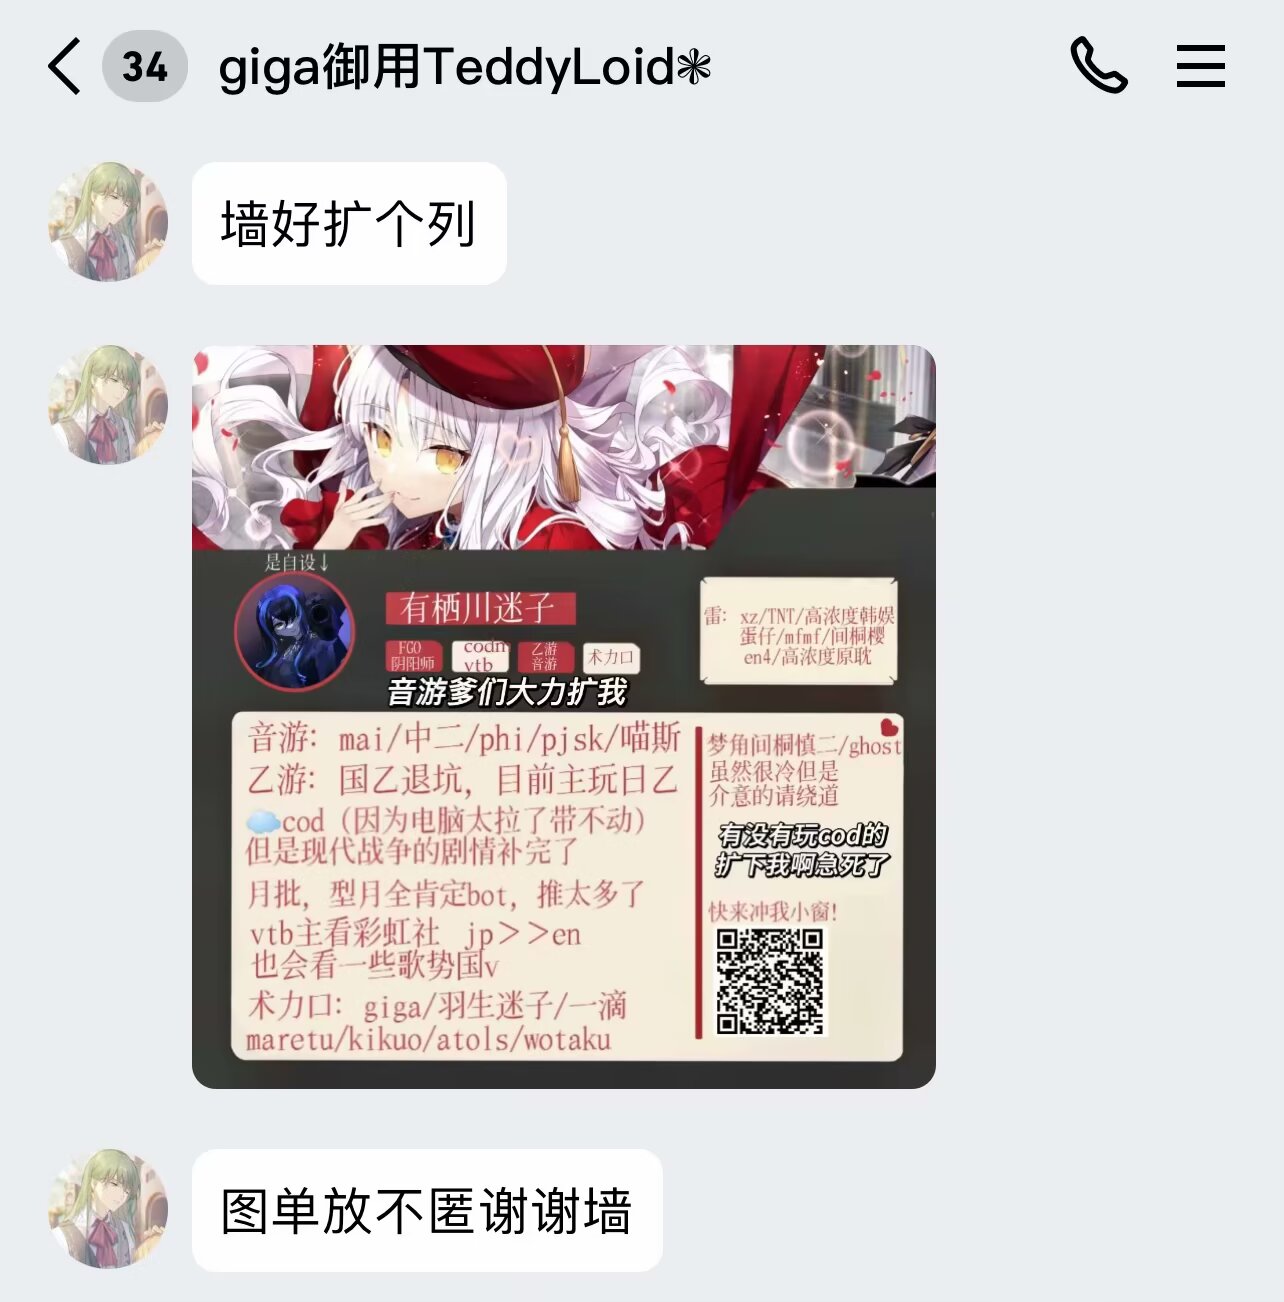 34
giga御用TeddyLoid❃
墙好扩个列
是自设↓
有栖川迷子
FGO
阴阳师
codm
vtb
乙游
音游
术力口
音游爹们大力扩我
雷：xz/TNT/高浓度韩娱
蛋仔/mfmf/间桐樱
en4/高浓度原耽
音游：mai/中二/phi/pjsk/喵斯
乙游：国乙退坑，目前主玩日乙
☁️cod（因为电脑太拉了带不动）
但是现代战争的剧情补完了
月批，型月全肯定bot，推太多了
vtb主看彩虹社 jp＞＞en
也会看一些歌势国v
术力口：giga/羽生迷子/一滴
maretu/kikuo/atols/wotaku
梦角间桐慎二/ghost
虽然很冷但是
介意的请绕道
有没有玩cod的
扩下我啊急死了
快来冲我小窗！
图单放不匿谢谢墙